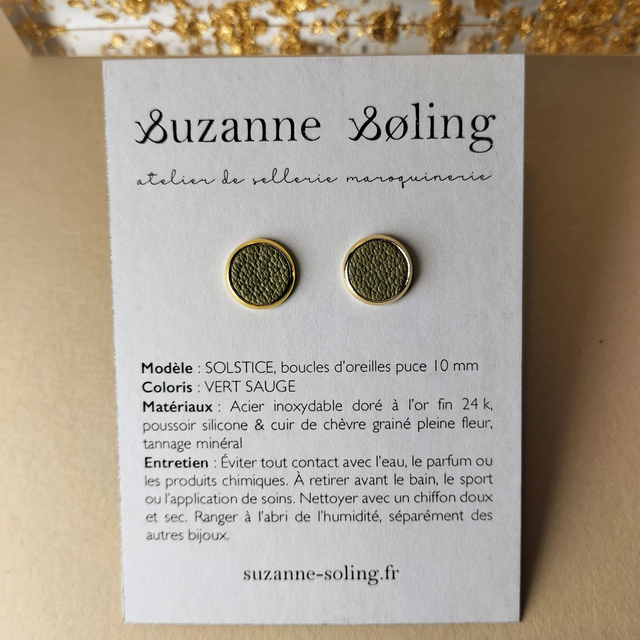 Suzanne Søling
atelier de sellerie maroquinerie
Modèle : SOLSTICE, boucles d'oreilles puce 10 mm
Coloris : VERT SAUGE
Matériaux : Acier inoxydable doré à l'or fin 24 k,
poussoir silicone & cuir de chèvre grainé pleine fleur,
tannage minéral
Entretien : Éviter tout contact avec l'eau, le parfum ou
les produits chimiques. À retirer avant le bain, le sport
ou l'application de soins. Nettoyer avec un chiffon doux
et sec. Ranger à l'abri de l'humidité, séparément des
autres bijoux.
suzanne-soling.fr